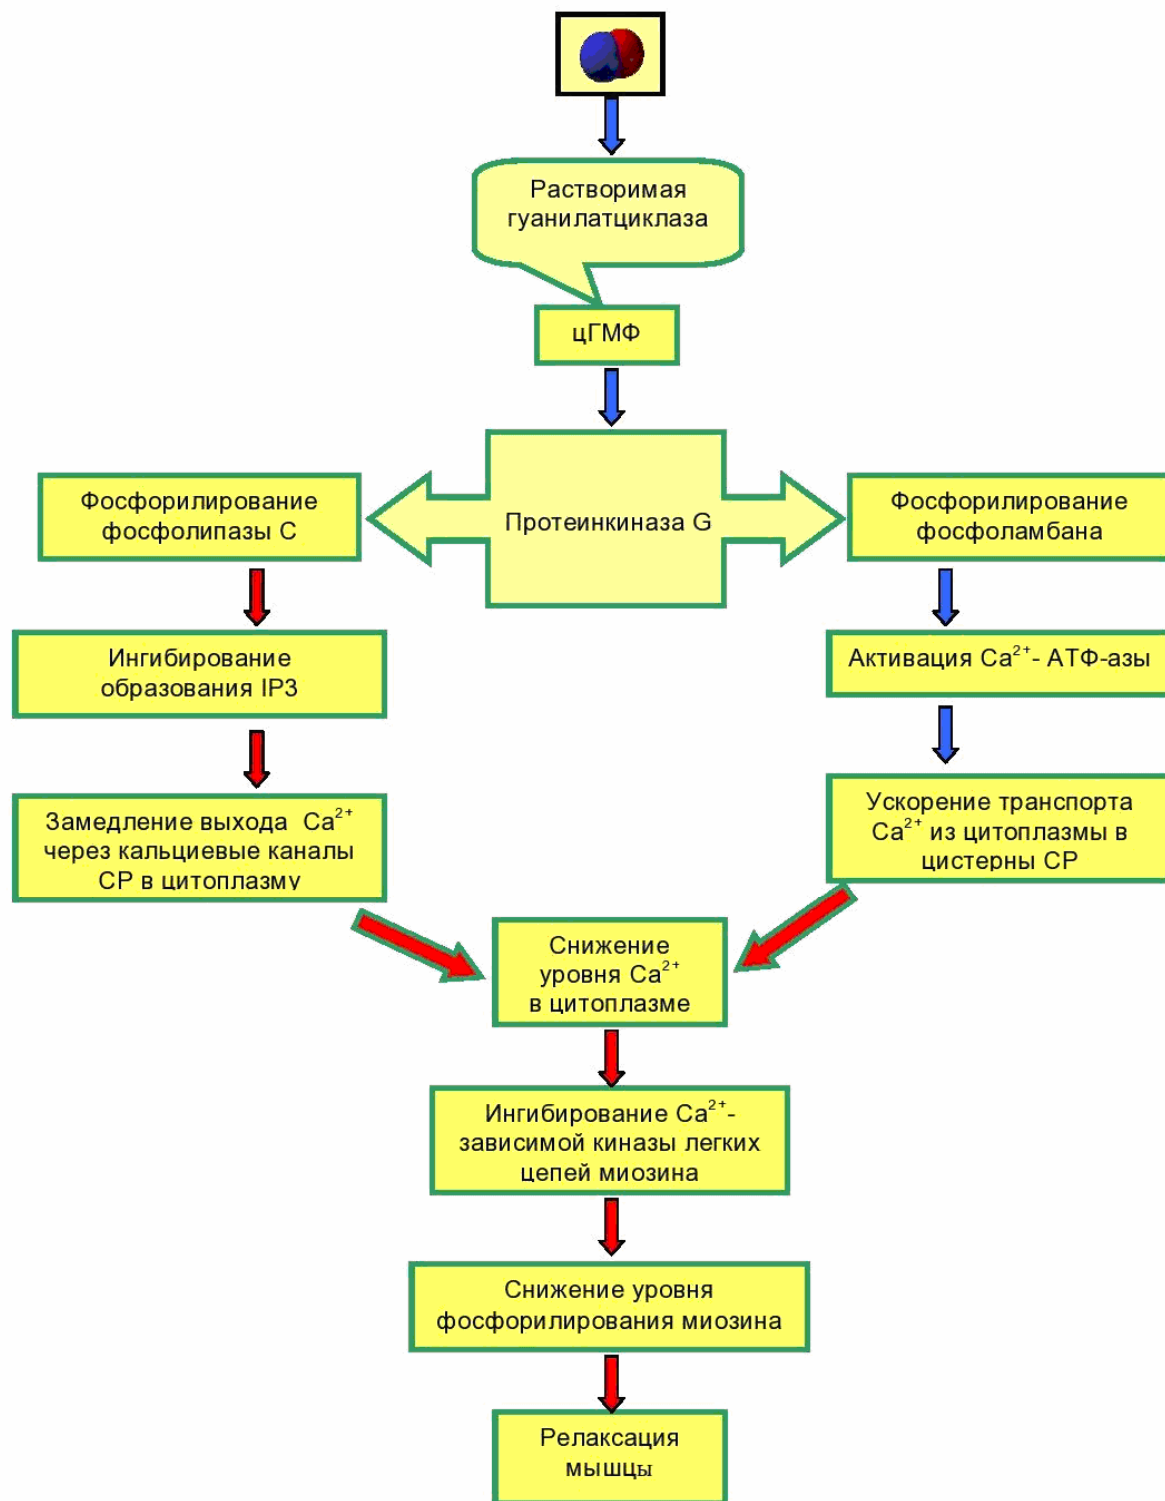 Растворимая
гуанилатциклаза
цГМФ
Протеинкиназа G
Фосфорилирование
фосфолипазы С
Ингибирование
образования IP3
Замедление выхода Ca²⁺
через кальциевые каналы
СР в цитоплазму
Фосфорилирование
фосфоламбана
Активация Ca²⁺- АТФ-азы
Ускорение транспорта
Ca²⁺ из цитоплазмы в
цистерны СР
Снижение
уровня Ca²⁺
в цитоплазме
Ингибирование Ca²⁺-
зависимой киназы легких
цепей миозина
Снижение уровня
фосфорилирования миозина
Релаксация
мышцы